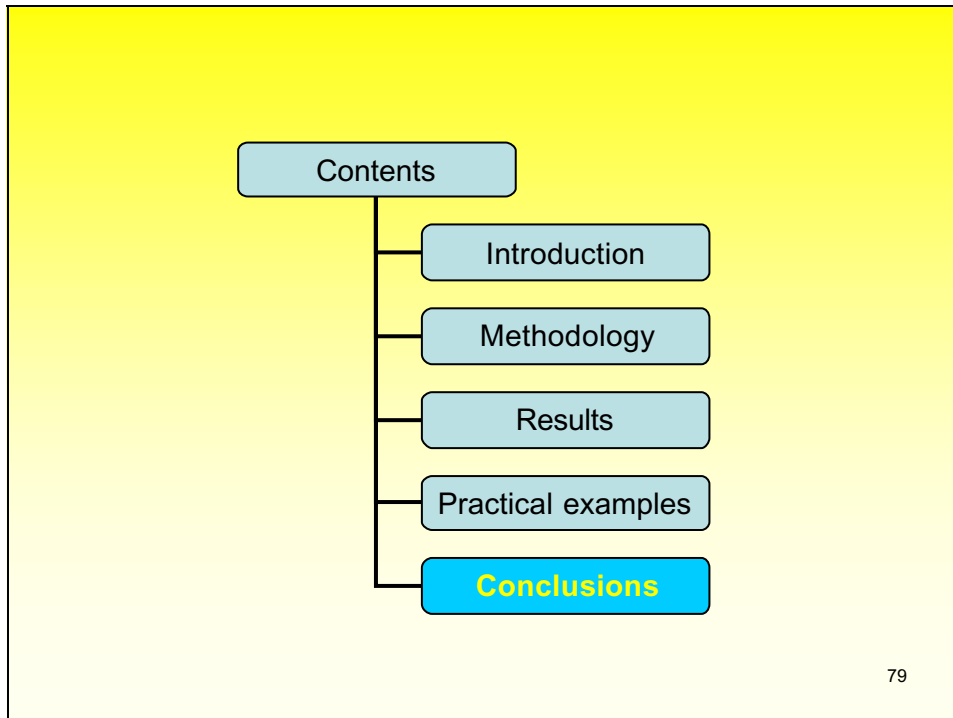 Contents
Introduction
Methodology
Results
Practical examples
Conclusions
79